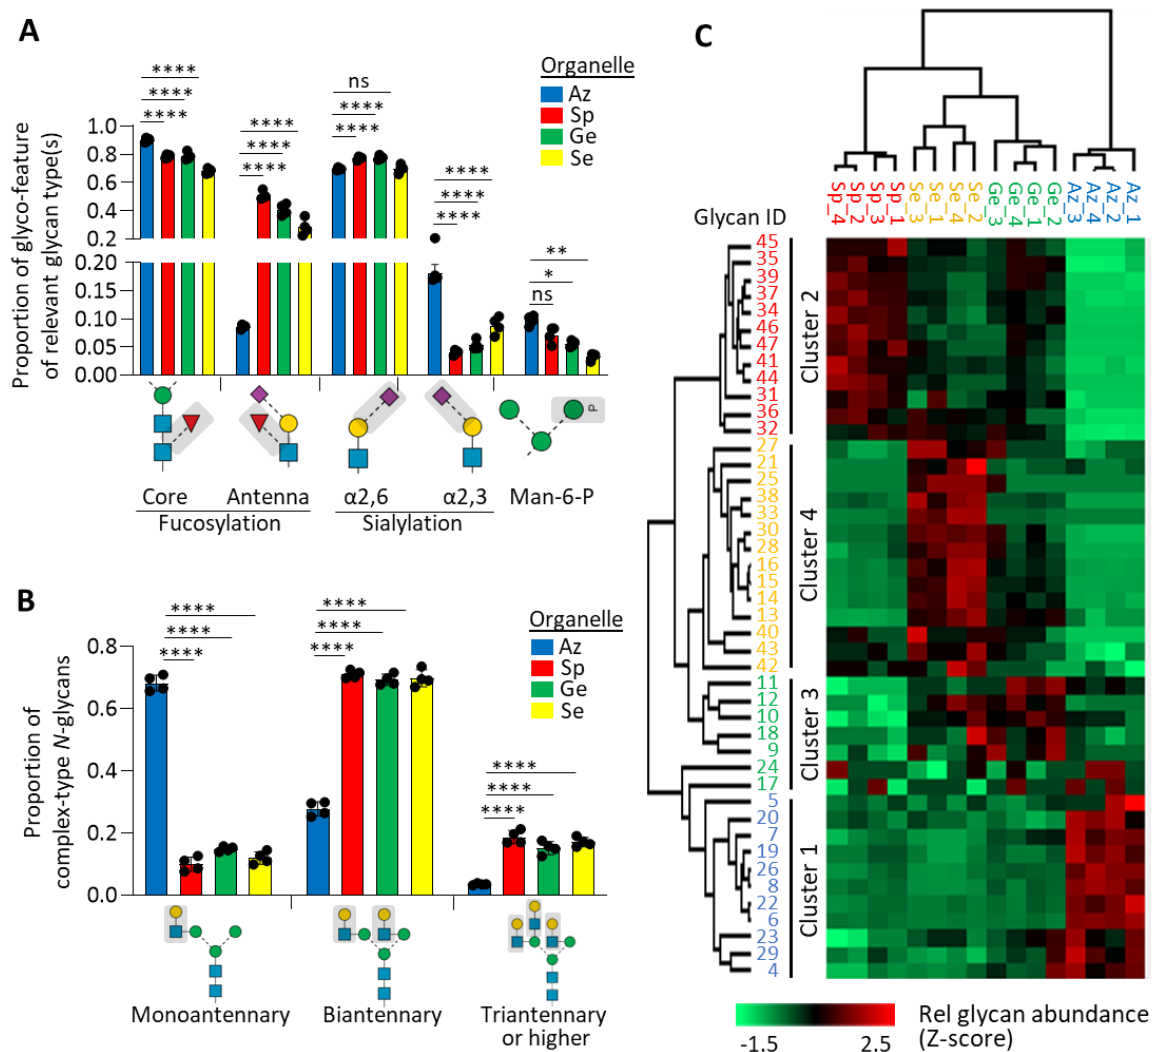 A
Organelle
Az
Sp
Ge
Se
****
****
****
****
****
****
ns
****
****
****
****
****
**
*
ns
Proportion of glyco-feature
of relevant glycan type(s)
1.0
0.8
0.6
0.4
0.2
0.20
0.15
0.10
0.05
0.00
P
Core
Antenna
α2,6
α2,3
Man-6-P
Fucosylation
Sialylation
B
Organelle
Az
Sp
Ge
Se
****
****
****
****
****
****
****
****
****
Proportion of
complex-type N-glycans
0.8
0.6
0.4
0.2
0.0
Monoantennary
Biantennary
Triantennary
or higher
C
Sp_4
Sp_2
Sp_3
Sp_1
Se_3
Se_1
Se_4
Se_2
Ge_3
Ge_4
Ge_1
Ge_2
Az_3
Az_4
Az_2
Az_1
Glycan ID
45
35
39
37
34
46
47
41
44
31
36
32
27
21
25
38
33
30
28
16
15
14
13
40
43
42
11
12
10
18
9
24
17
5
20
7
19
26
8
22
6
23
29
4
Cluster 2
Cluster 4
Cluster 3
Cluster 1
-1.5
2.5
Rel glycan abundance
(Z-score)